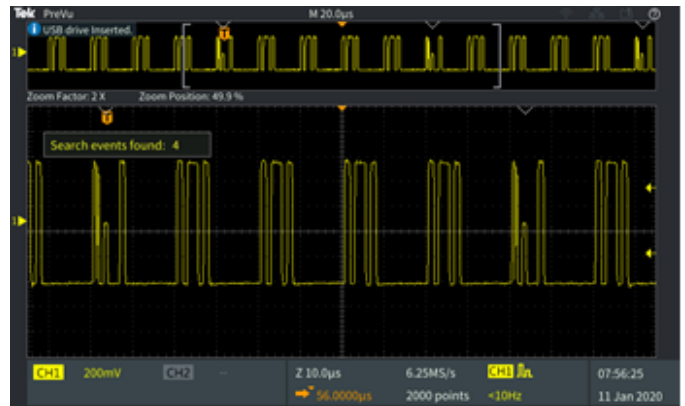 Tek PreVu M 20.0µs
USB drive Inserted.
Zoom Factor: 2 X Zoom Position: 49.9 %
Search events found: 4
CH1 200mV CH2 -- Z 10.0µs 6.25MS/s CH1 07:56:25
56.0000µs 2000 points <10Hz 11 Jan 2020